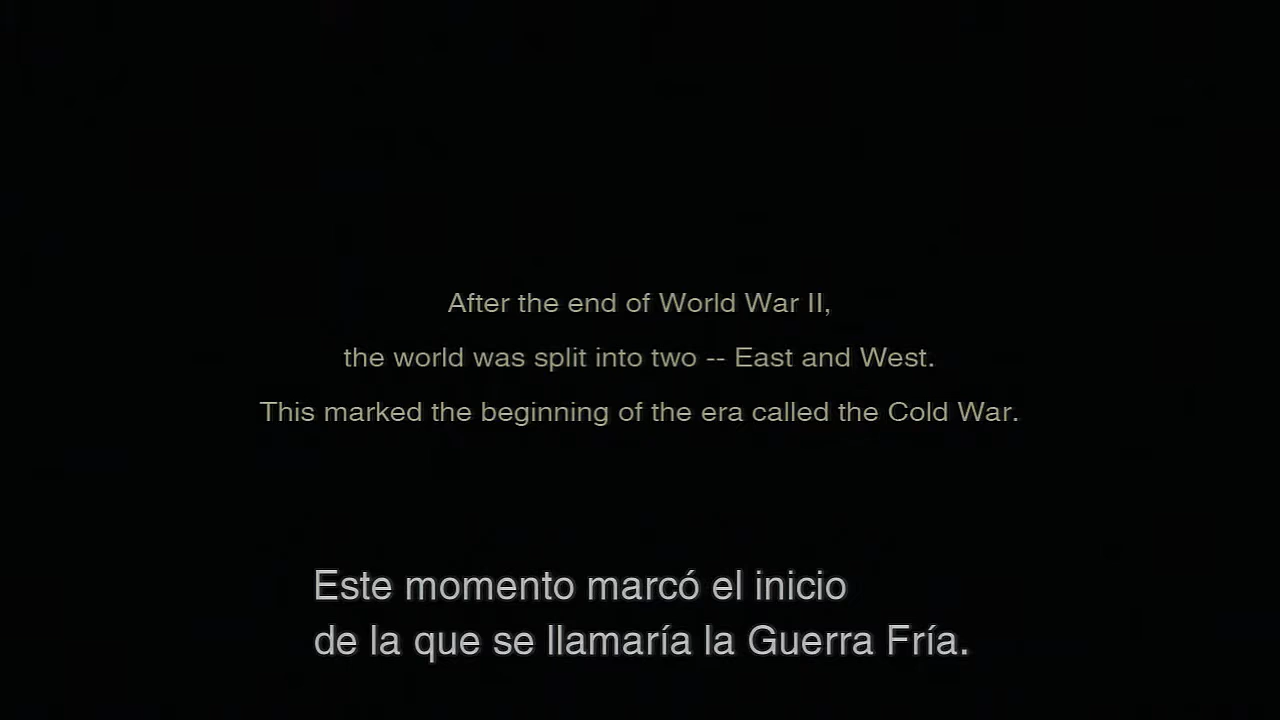 After the end of World War II,
the world was split into two -- East and West.
This marked the beginning of the era called the Cold War.
Este momento marcó el inicio
de la que se llamaría la Guerra Fría.